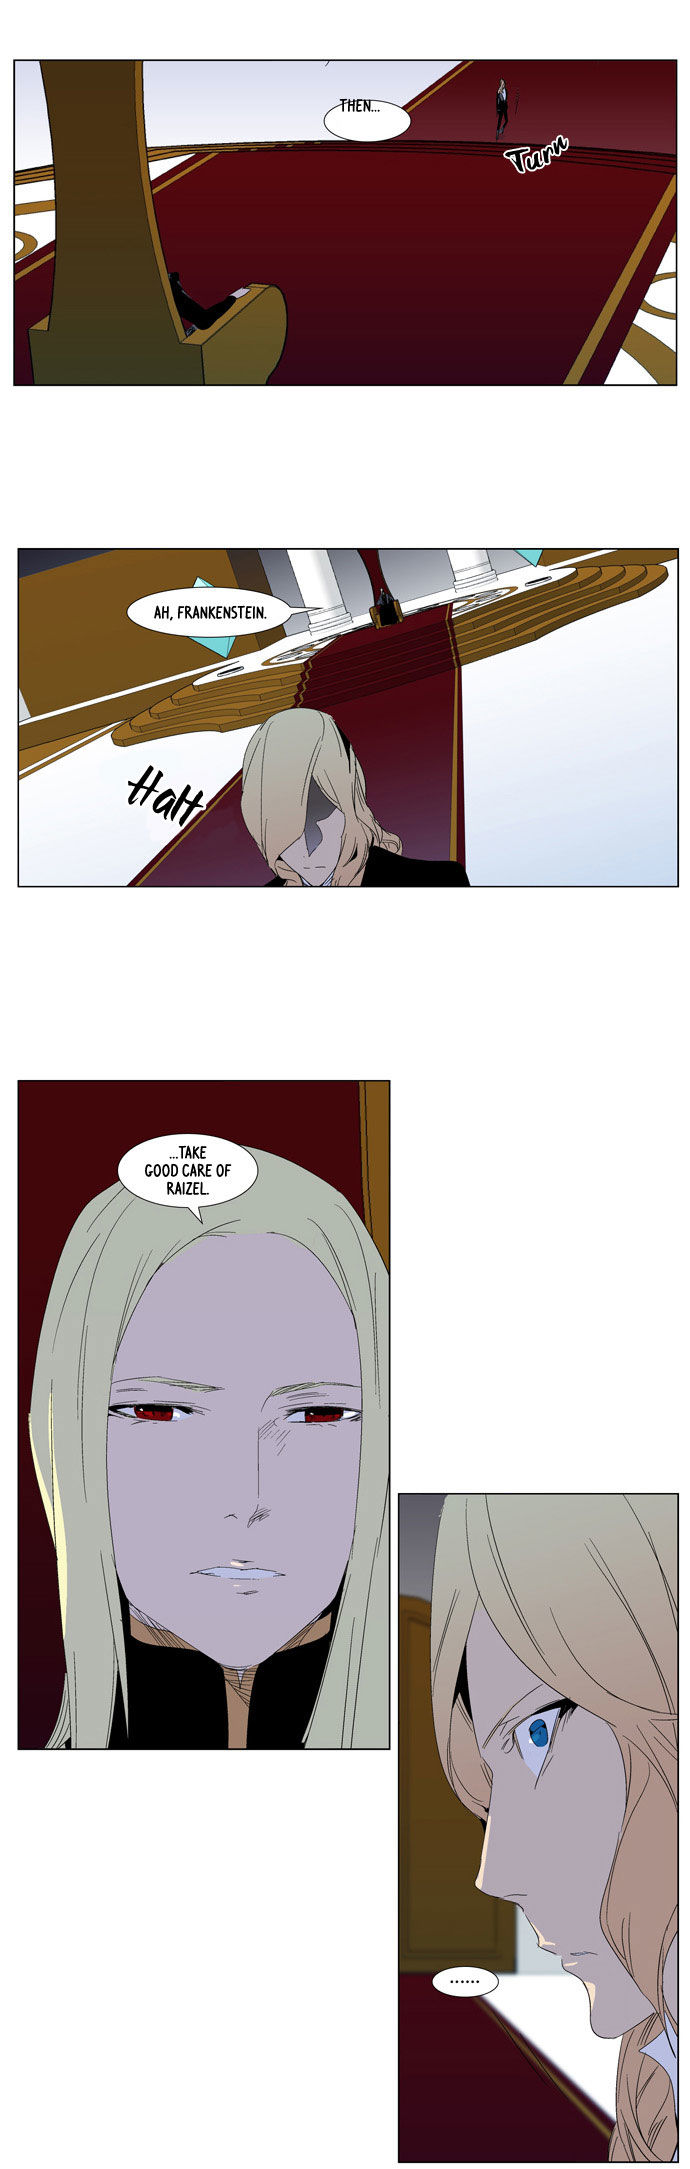 THEN...
Turn
AH, FRANKENSTEIN.
Halt
...TAKE
GOOD CARE OF
RAIZEL.
......